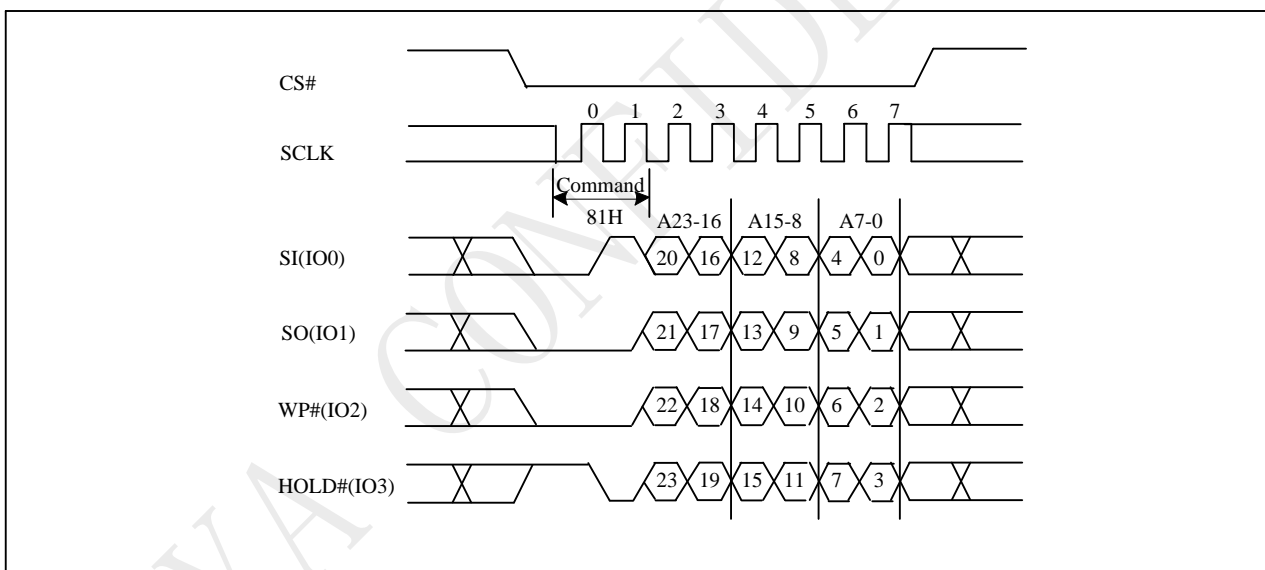 CS#
0 1 2 3 4 5 6 7
SCLK
Command
81H
A23-16 A15-8 A7-0
SI(IO0) 20 16 12 8 4 0
SO(IO1) 21 17 13 9 5 1
WP#(IO2) 22 18 14 10 6 2
HOLD#(IO3) 23 19 15 11 7 3